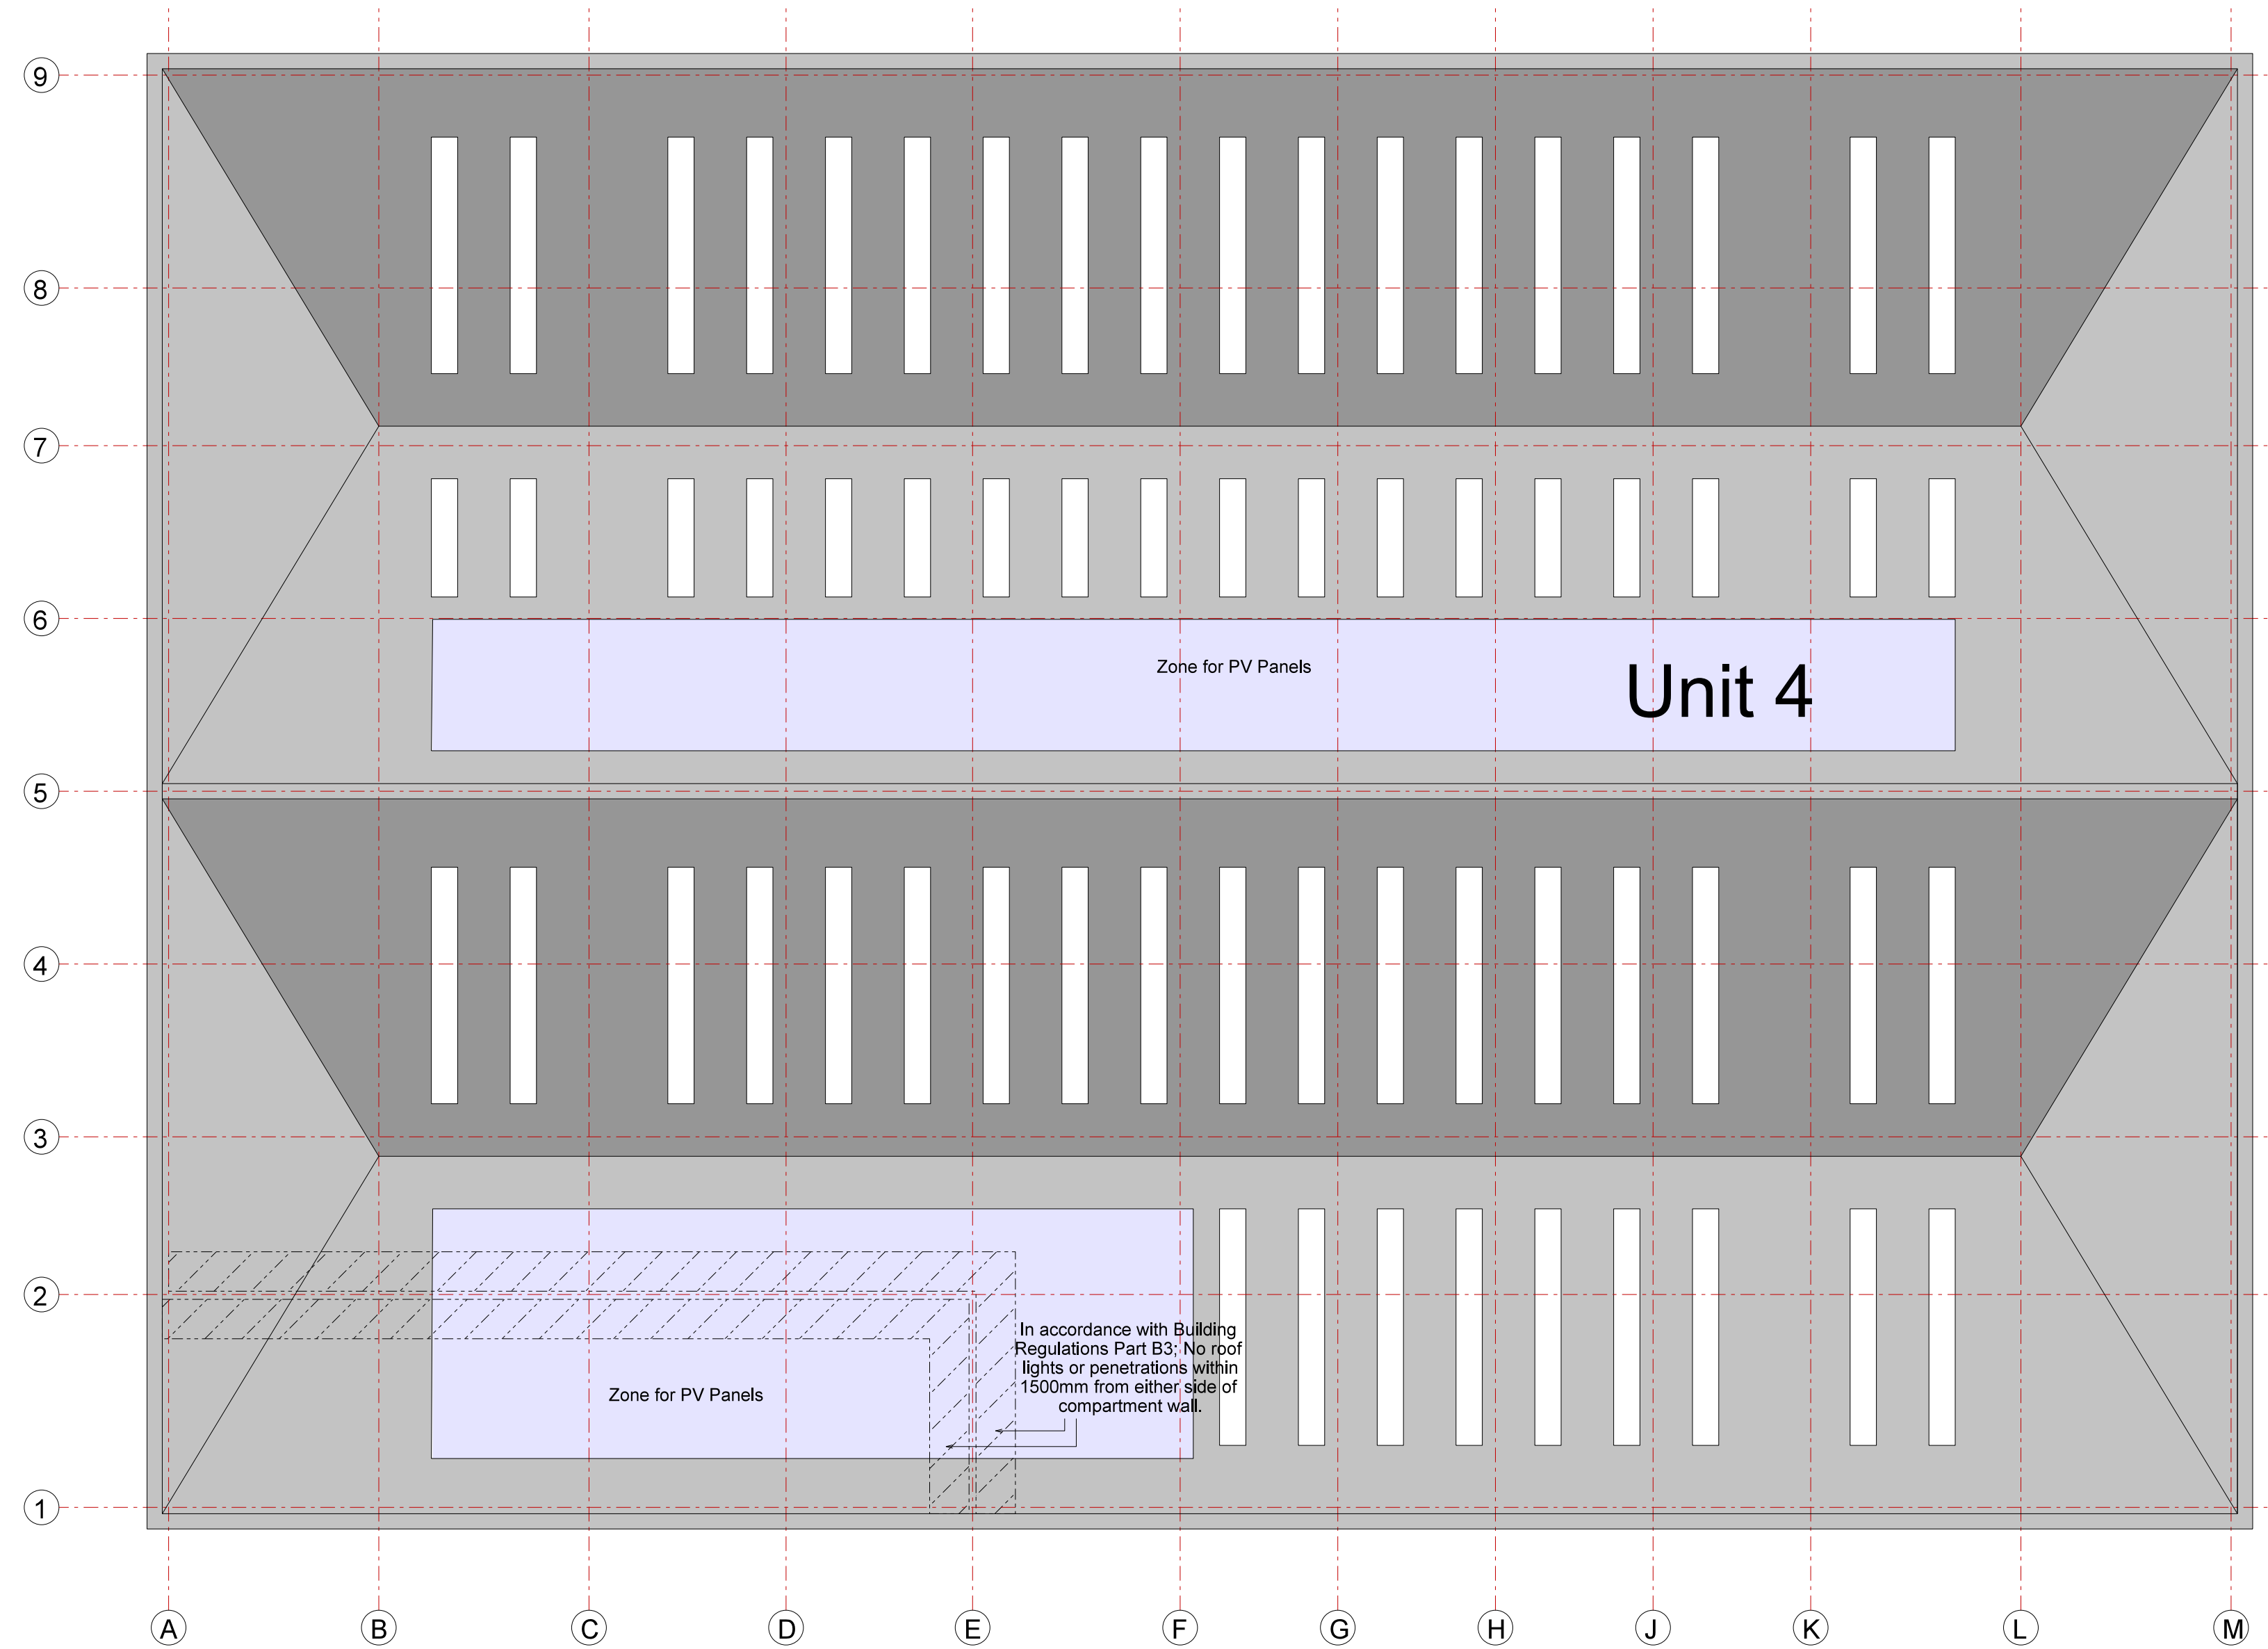 9
8
7
6
Zone for PV Panels
Unit 4
5
4
3
2
In accordance with Building
Regulations Part B3; No roof
lights or penetrations within
1500mm from either side of
compartment wall.
Zone for PV Panels
1
A B C D E F G H J K L M